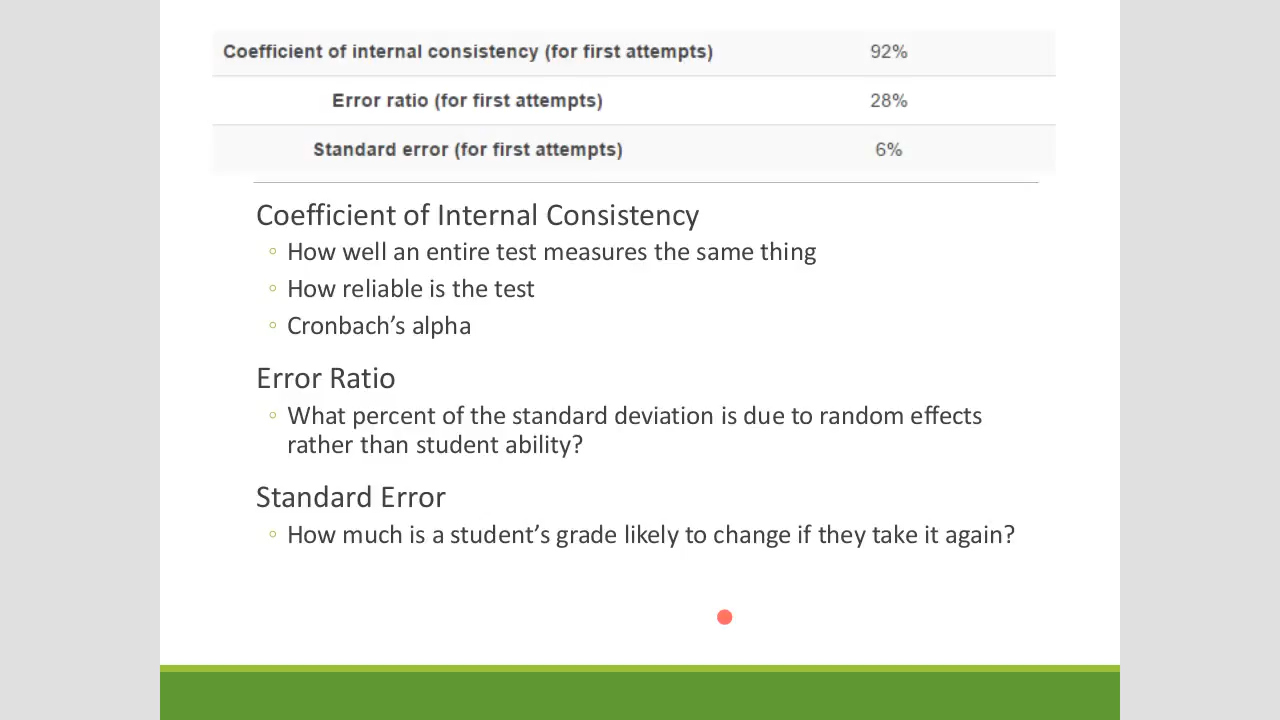 Coefficient of internal consistency (for first attempts) 92%
Error ratio (for first attempts) 28%
Standard error (for first attempts) 6%
Coefficient of Internal Consistency
◦ How well an entire test measures the same thing
◦ How reliable is the test
◦ Cronbach’s alpha
Error Ratio
◦ What percent of the standard deviation is due to random effects
rather than student ability?
Standard Error
◦ How much is a student’s grade likely to change if they take it again?